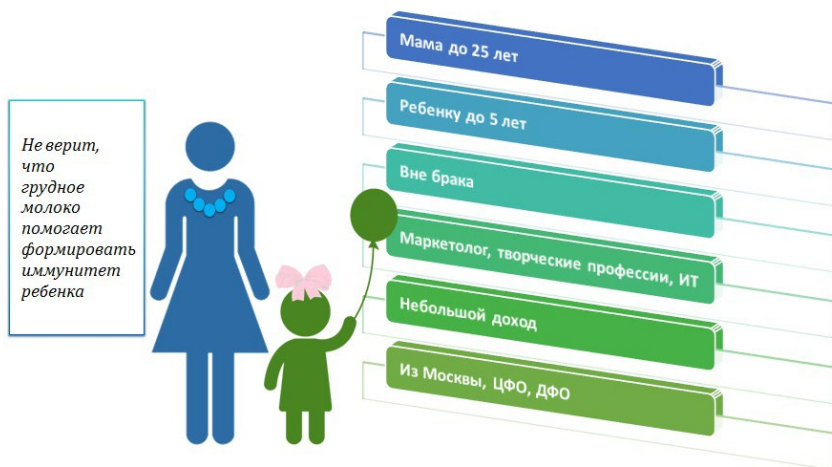 Не верит,
что
грудное
молоко
помогает
формировать
иммунитет
ребенка
Мама до 25 лет
Ребенку до 5 лет
Вне брака
Маркетолог, творческие профессии, ИТ
Небольшой доход
Из Москвы, ЦФО, ДФО